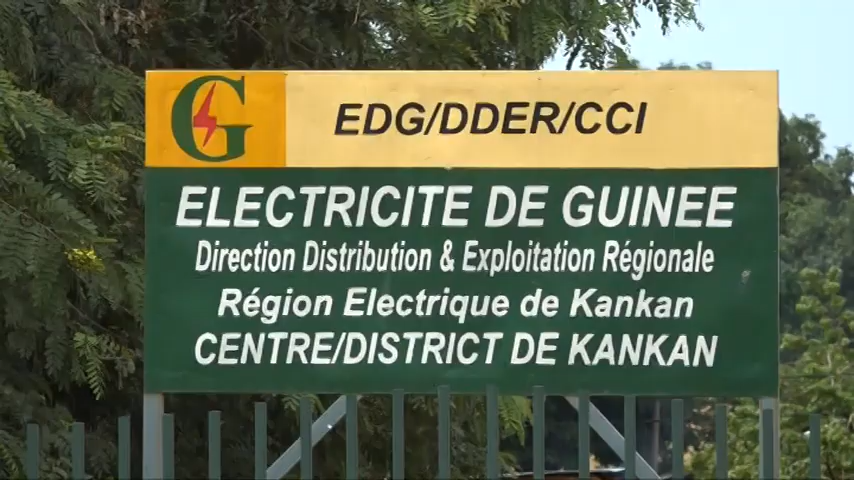 G
EDG/DDER/CCI
ELECTRICITE DE GUINEE
Direction Distribution & Exploitation Régionale
Région Electrique de Kankan
CENTRE/DISTRICT DE KANKAN